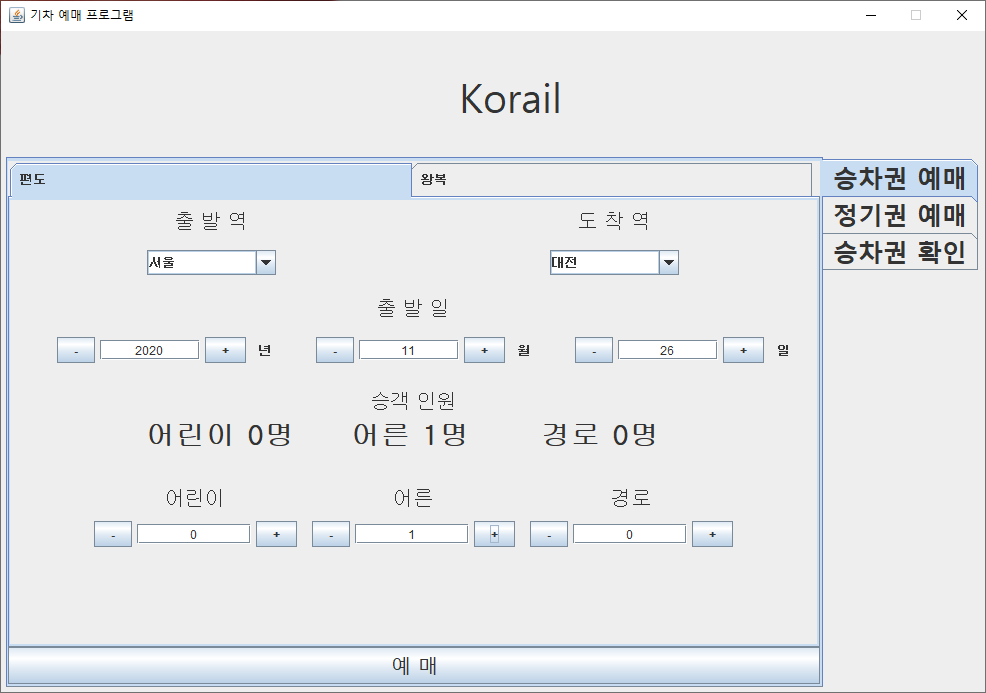 기차 예매 프로그램
Korail
편도 왕복
승차권 예매
정기권 예매
승차권 확인
출 발 역 도 착 역
서울 대전
출 발 일
- 2020 + 년 - 11 + 월 - 26 + 일
승객 인원
어린이 0명 어른 1명 경로 0명
어린이 어른 경로
- 0 + - 1 + - 0 +
예 매